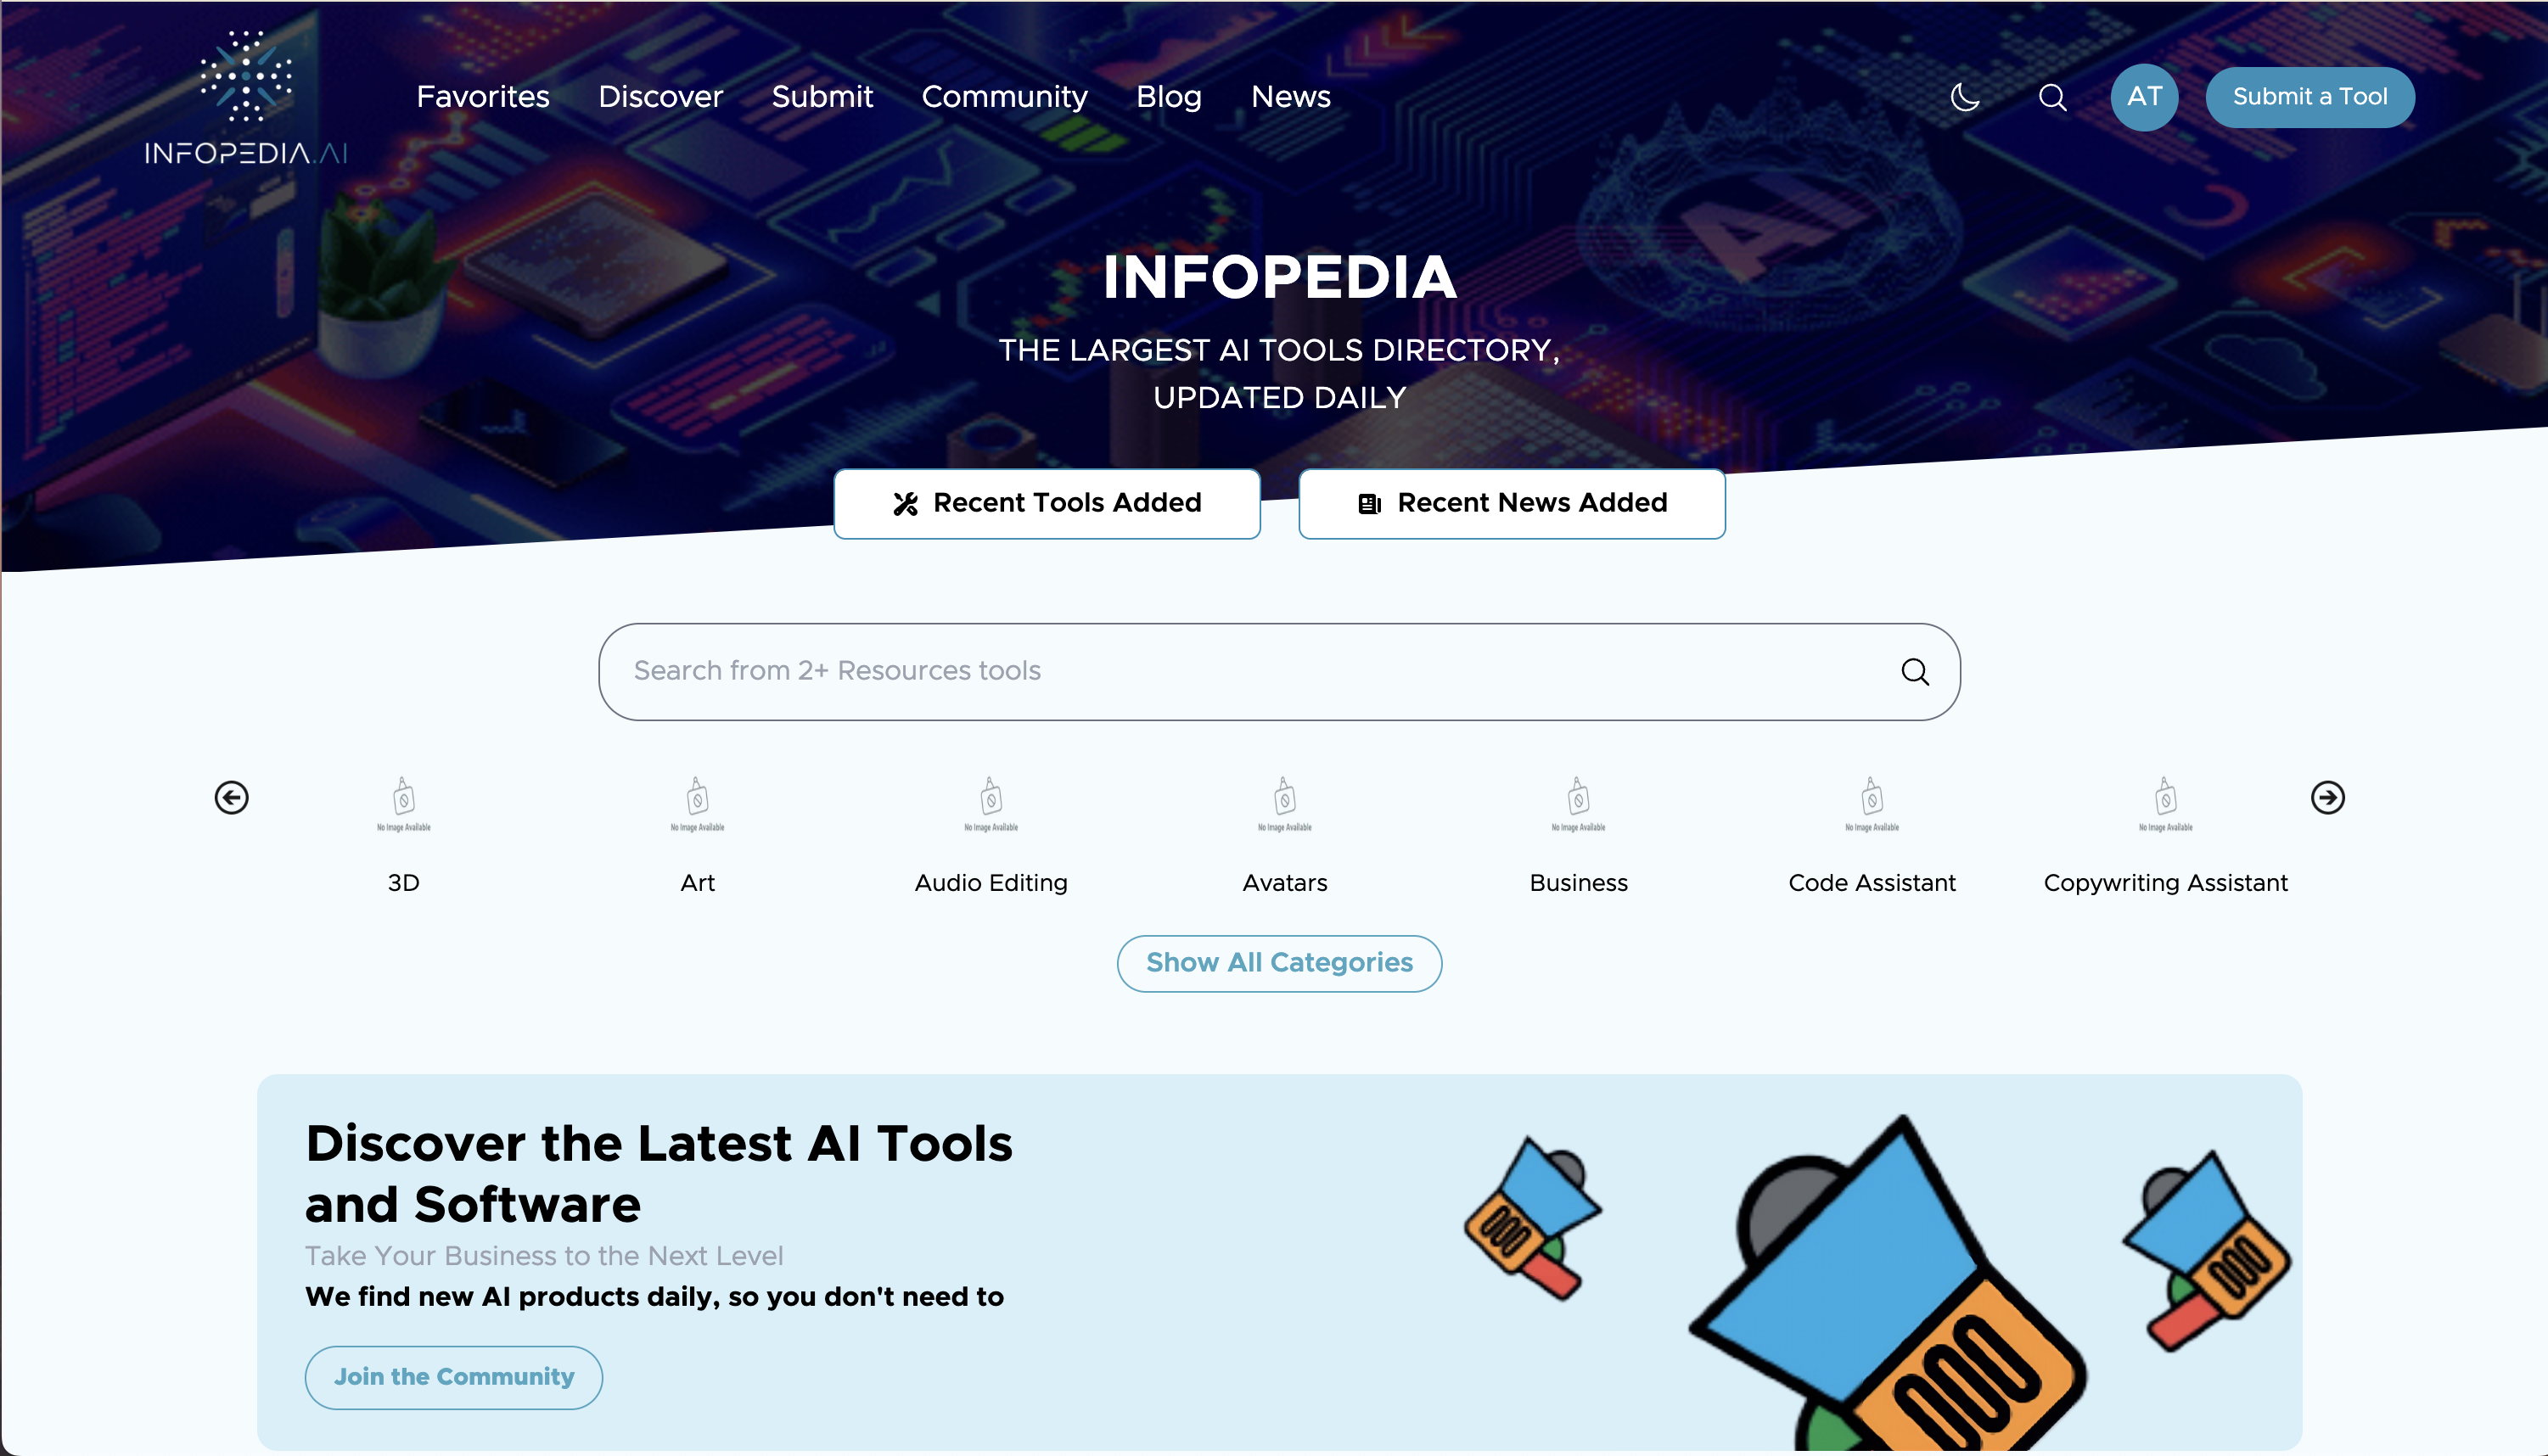 INFOPEDIA.AI
Favorites Discover Submit Community Blog News
AT
Submit a Tool
AI
INFOPEDIA
THE LARGEST AI TOOLS DIRECTORY,
UPDATED DAILY
Recent Tools Added
Recent News Added
Search from 2+ Resources tools
No Image Available
No Image Available
No Image Available
No Image Available
No Image Available
No Image Available
No Image Available
3D
Art
Audio Editing
Avatars
Business
Code Assistant
Copywriting Assistant
Show All Categories
Discover the Latest AI Tools
and Software
Take Your Business to the Next Level
We find new AI products daily, so you don't need to
Join the Community